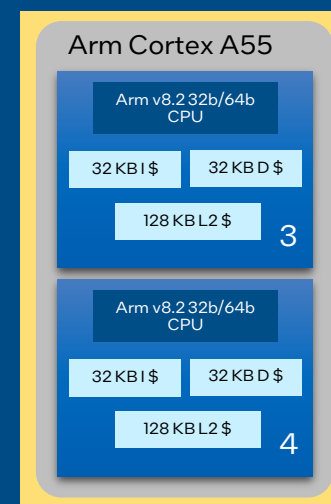 Arm Cortex A55
Arm v8.2 32b/64b
CPU
32 KB I $
32 KB D $
128 KB L2 $
3
Arm v8.2 32b/64b
CPU
32 KB I $
32 KB D $
128 KB L2 $
4